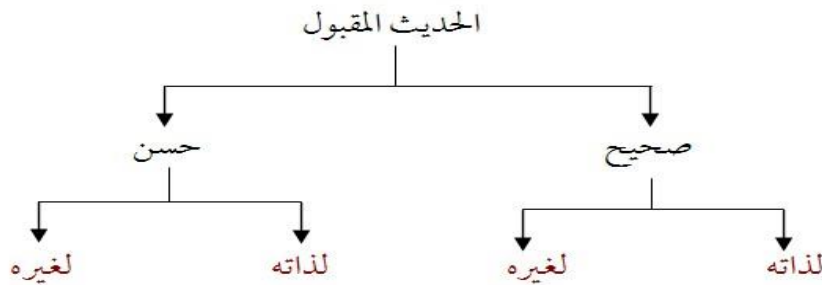 الحديث المقبول
صحيح حسن
لذاته لغيره لذاته لغيره